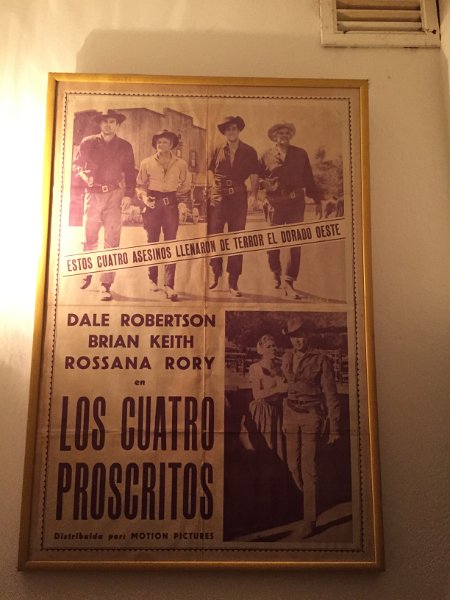 ESTOS CUATRO ASESINOS LLENARON DE TERROR EL DORADO OESTE
DALE ROBERTSON
BRIAN KEITH
ROSSANA RORY
en
LOS CUATRO
PROSCRITOS
Distribuida por: MOTION PICTURES